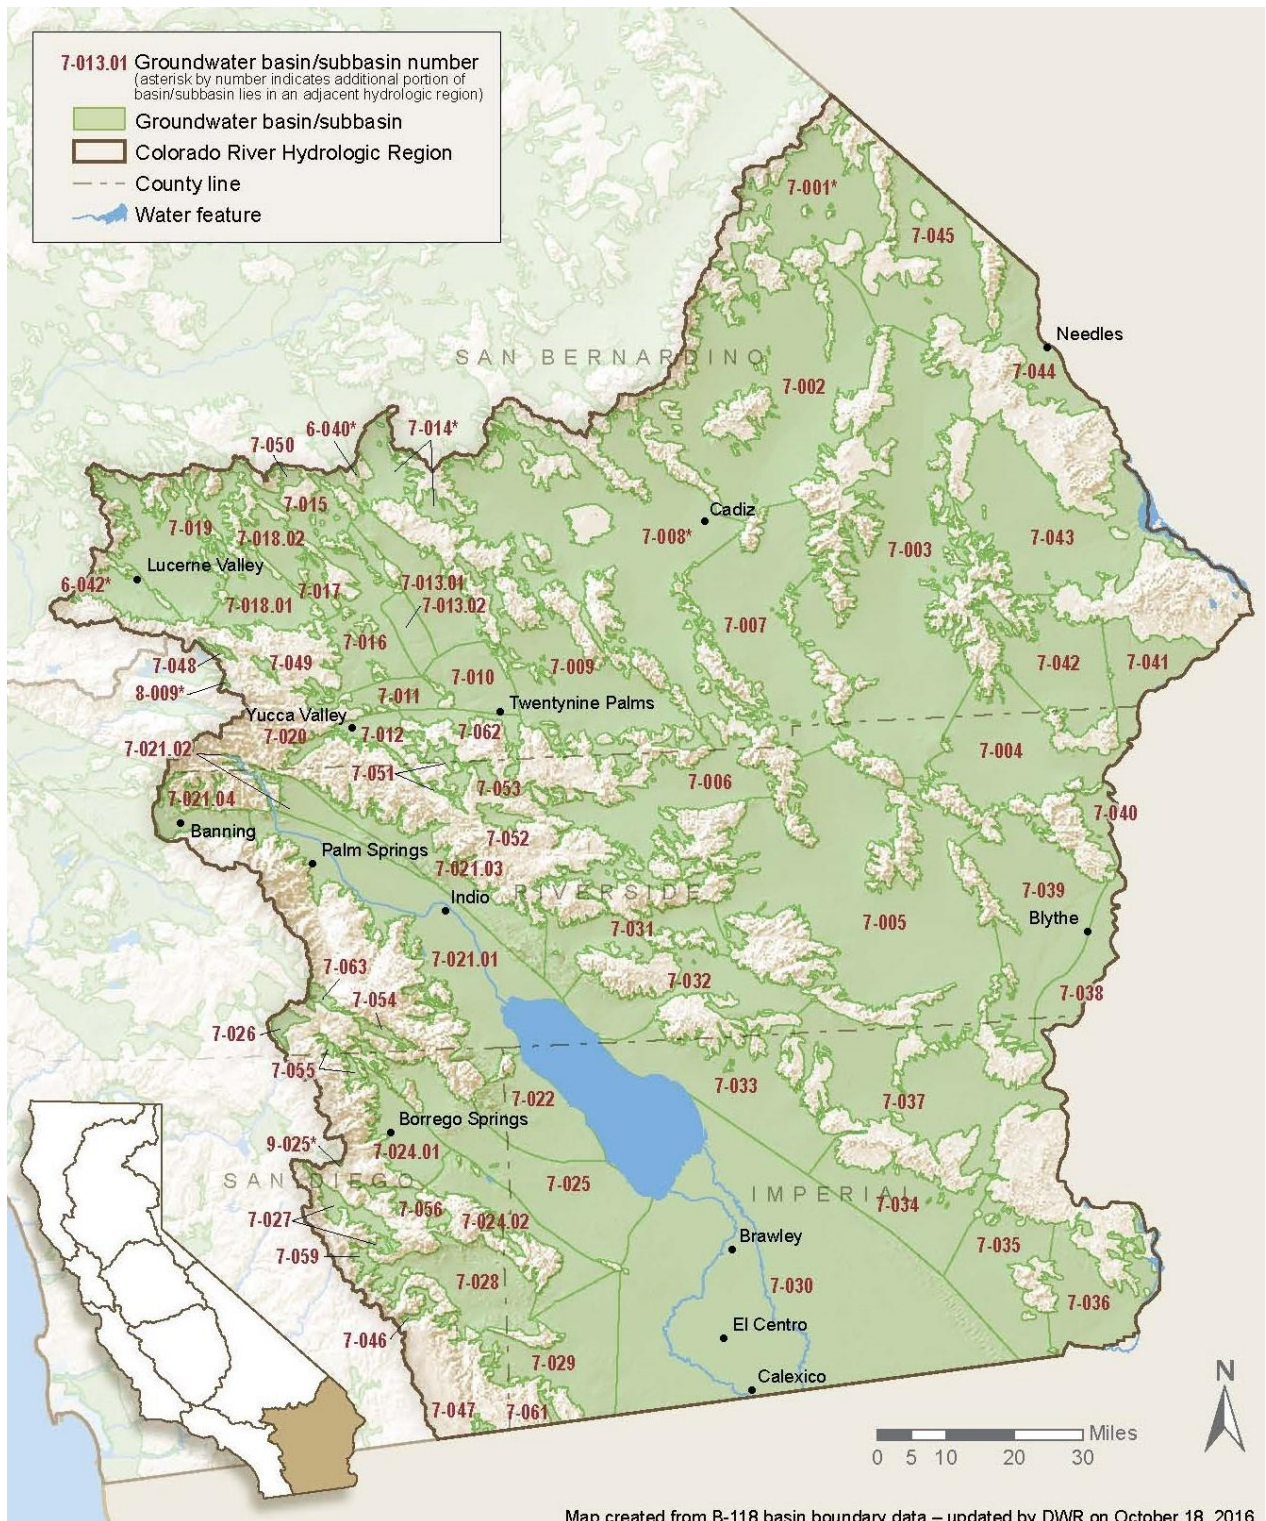 7-013.01 Groundwater basin/subbasin number
(asterisk by number indicates additional portion of
basin/subbasin lies in an adjacent hydrologic region)
Groundwater basin/subbasin
Colorado River Hydrologic Region
County line
Water feature
7-001*
7-045
Needles
SAN BERNARDINO
7-044
7-002
6-040*
7-014*
7-050
7-015
Cadiz
7-019
7-018.02
7-008*
7-003
7-043
Lucerne Valley
6-042*
7-017
7-013.01
7-013.02
7-018.01
7-007
7-016
7-048
7-049
7-009
7-042
7-041
7-010
8-009*
7-011
Twentynine Palms
Yucca Valley
7-020
7-012
7-062
7-021.02
7-004
7-051
7-053
7-006
7-021.04
7-040
Banning
7-052
Palm Springs
7-021.03
RIVERSIDE
7-039
Indio
Blythe
7-031
7-005
7-021.01
7-063
7-032
7-038
7-054
7-026
7-055
7-033
7-022
7-037
Borrego Springs
9-025*
7-024.01
SAN DIEGO
7-025
IMPERIAL
7-034
7-056
7-027
7-024.02
Brawley
7-035
7-059
7-028
7-030
7-036
7-046
El Centro
7-029
Calexico
7-047
7-061
N
Miles
0 5 10 20 30
Map created from B-118 basin boundary data – updated by DWR on October 18, 2016